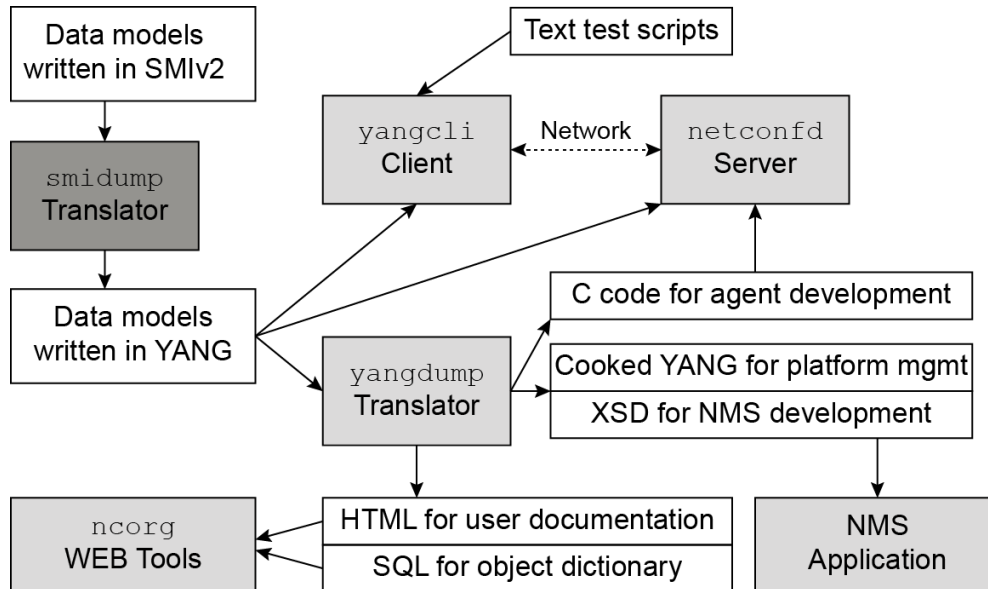 Data models
written in SMIv2
Text test scripts
yangcli
Client
Network
netconfd
Server
smidump
Translator
Data models
written in YANG
C code for agent development
yangdump
Translator
Cooked YANG for platform mgmt
XSD for NMS development
ncorg
WEB Tools
HTML for user documentation
SQL for object dictionary
NMS
Application